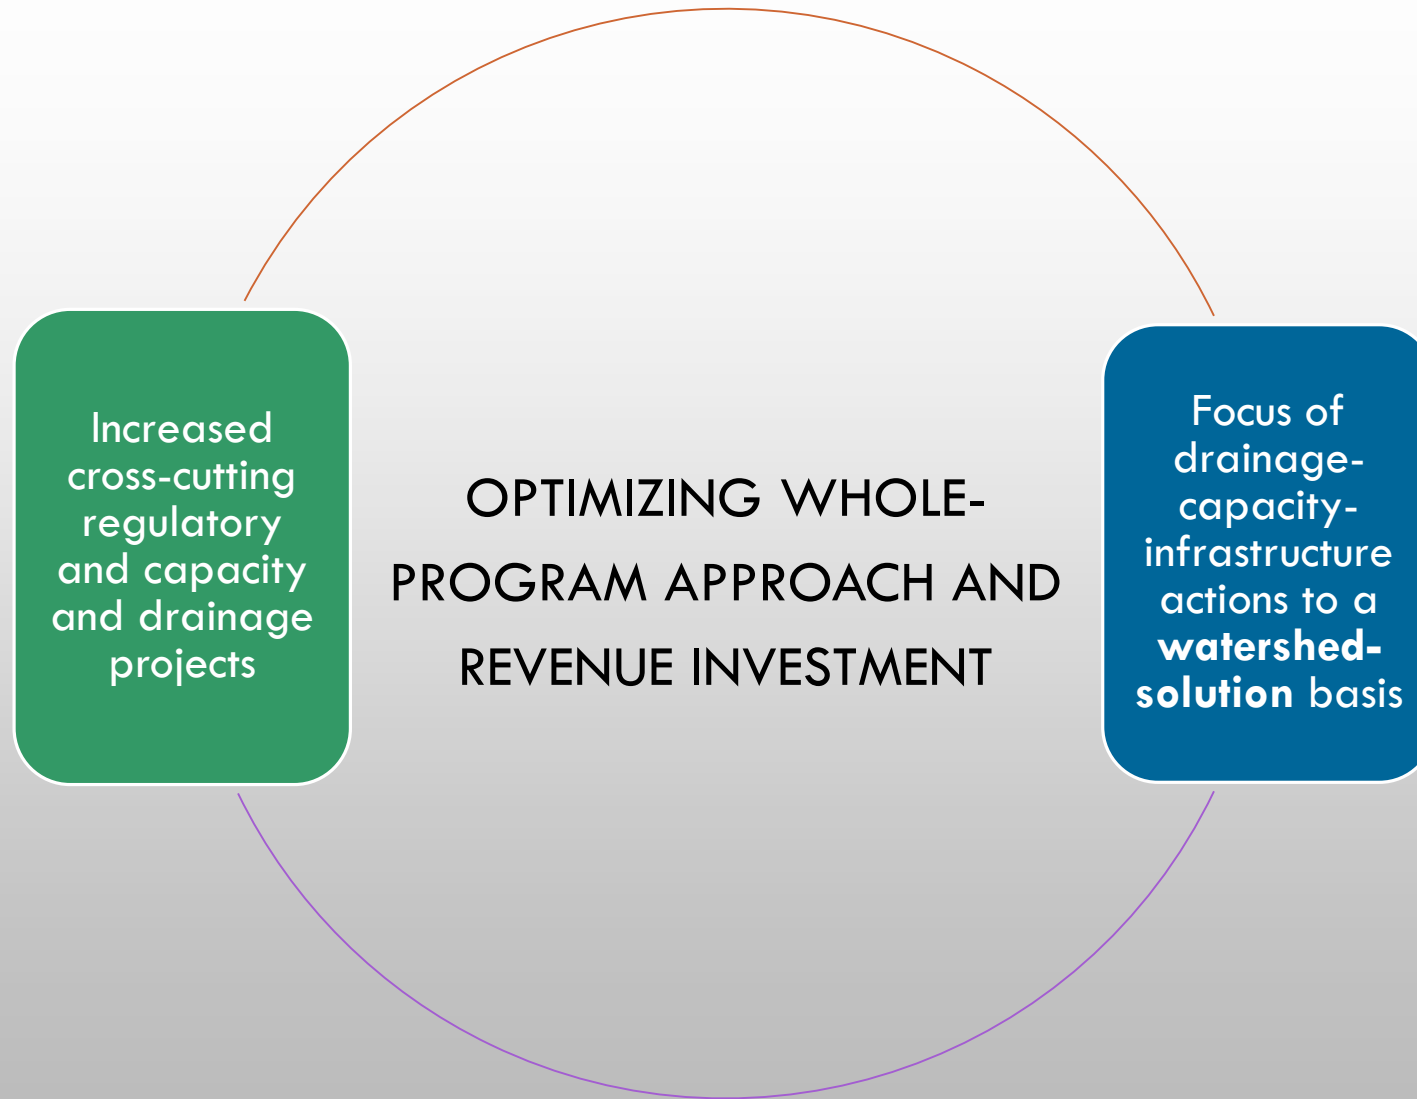 Increased
cross-cutting
regulatory
and capacity
and drainage
projects
OPTIMIZING WHOLE-
PROGRAM APPROACH AND
REVENUE INVESTMENT
Focus of
drainage-
capacity-
infrastructure
actions to a
watershed-
solution basis